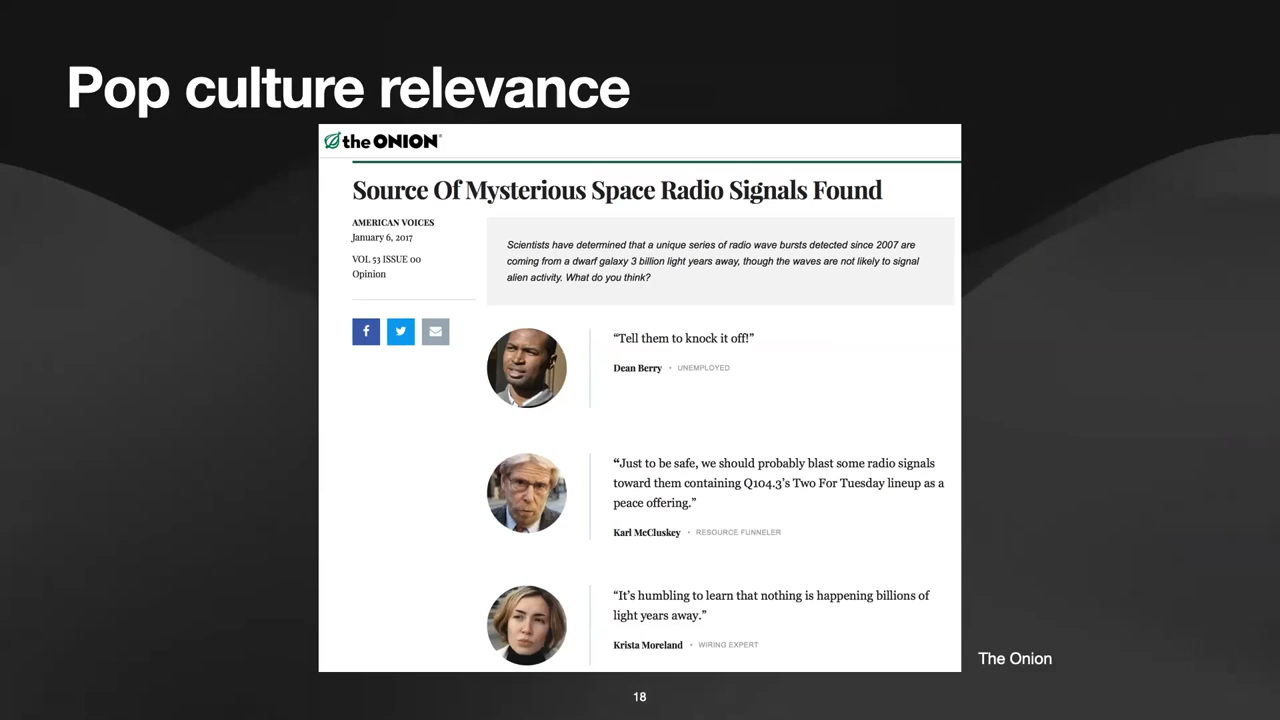 Pop culture relevance
the ONION®
Source Of Mysterious Space Radio Signals Found
AMERICAN VOICES
January 6, 2017
VOL 53 ISSUE 00
Opinion
Scientists have determined that a unique series of radio wave bursts detected since 2007 are
coming from a dwarf galaxy 3 billion light years away, though the waves are not likely to signal
alien activity. What do you think?
“Tell them to knock it off!”
Dean Berry • UNEMPLOYED
“Just to be safe, we should probably blast some radio signals
toward them containing Q104.3’s Two For Tuesday lineup as a
peace offering.”
Karl McCluskey • RESOURCE FUNNELER
“It’s humbling to learn that nothing is happening billions of
light years away.”
Krista Moreland • WIRING EXPERT
The Onion
18